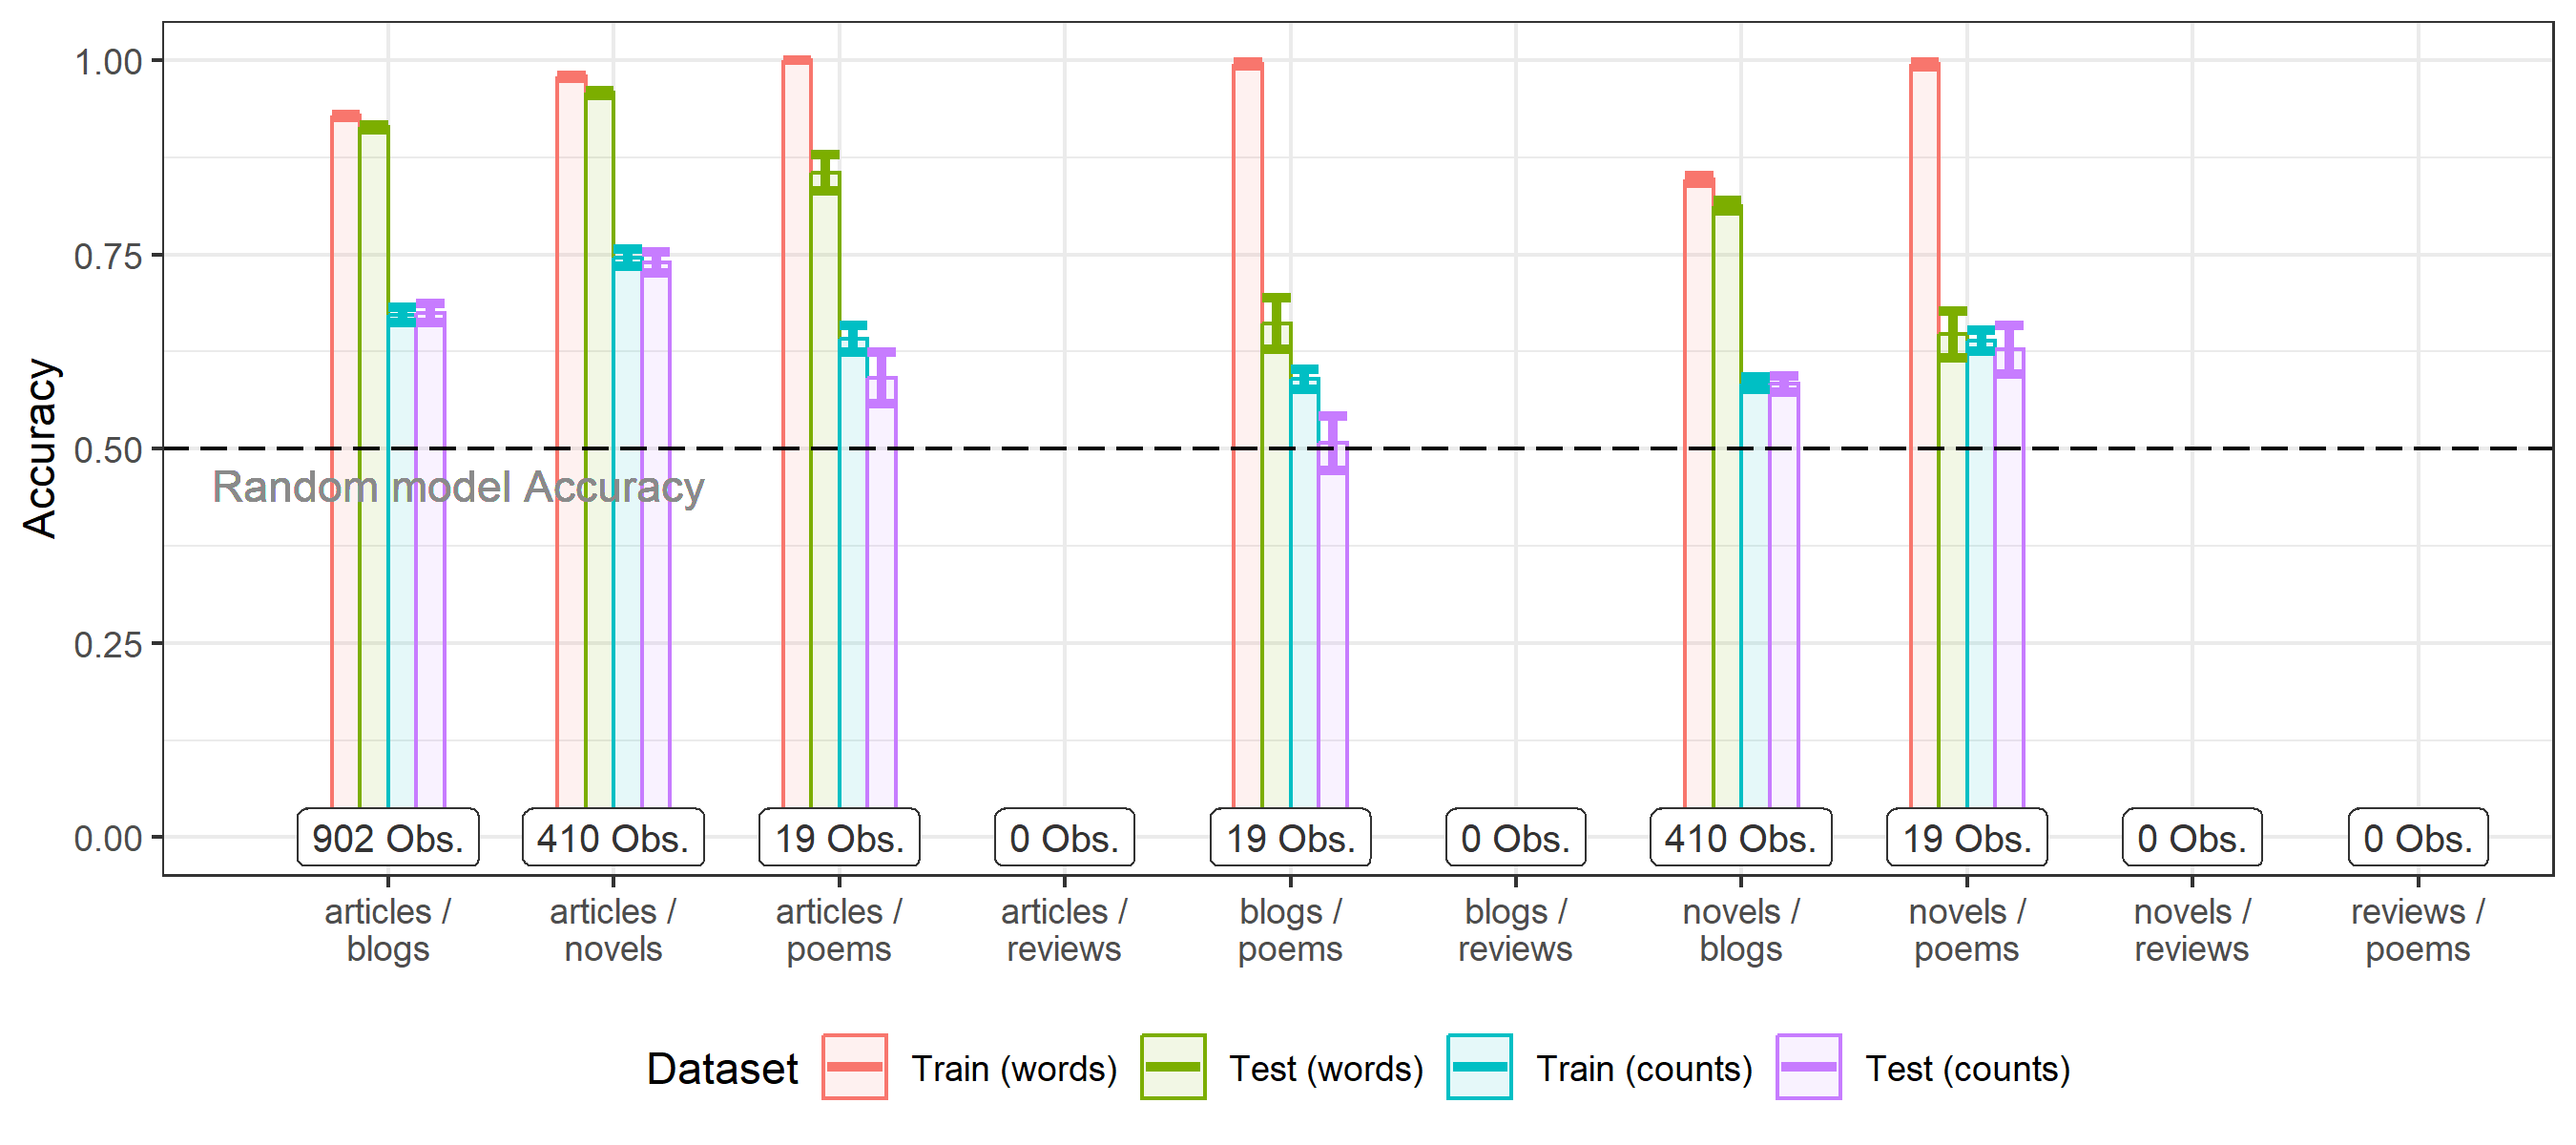 1.00
0.75
0.50
0.25
0.00
Accuracy
Random model Accuracy
902 Obs.
410 Obs.
19 Obs.
0 Obs.
19 Obs.
0 Obs.
410 Obs.
19 Obs.
0 Obs.
0 Obs.
articles /
blogs
articles /
novels
articles /
poems
articles /
reviews
blogs /
poems
blogs /
reviews
novels /
blogs
novels /
poems
novels /
reviews
reviews /
poems
Dataset Train (words) Test (words) Train (counts) Test (counts)